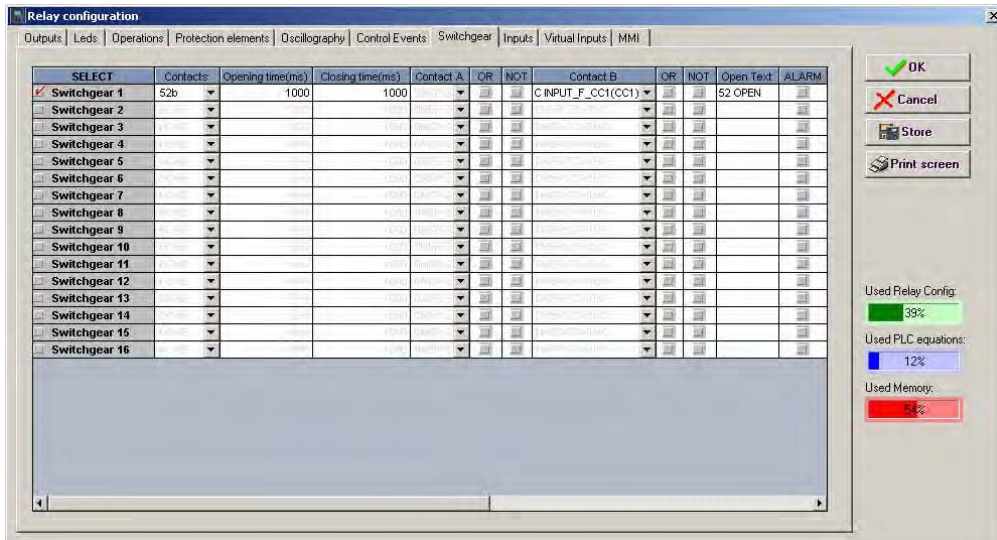 Relay configuration
Outputs Leds Operations Protection elements Oscillography Control Events Switchgear Inputs Virtual Inputs MMI
SELECT Contacts Opening time(ms) Closing time(ms) Contact A OR NOT Contact B OR NOT Open Text ALARM
Switchgear 1 52b 1000 1000 C INPUT_F_CC1(CC1) 52 OPEN
Switchgear 2
Switchgear 3
Switchgear 4
Switchgear 5
Switchgear 6
Switchgear 7
Switchgear 8
Switchgear 9
Switchgear 10
Switchgear 11
Switchgear 12
Switchgear 13
Switchgear 14
Switchgear 15
Switchgear 16
OK
Cancel
Store
Print screen
Used Relay Config:
39%
Used PLC equations:
12%
Used Memory:
54%